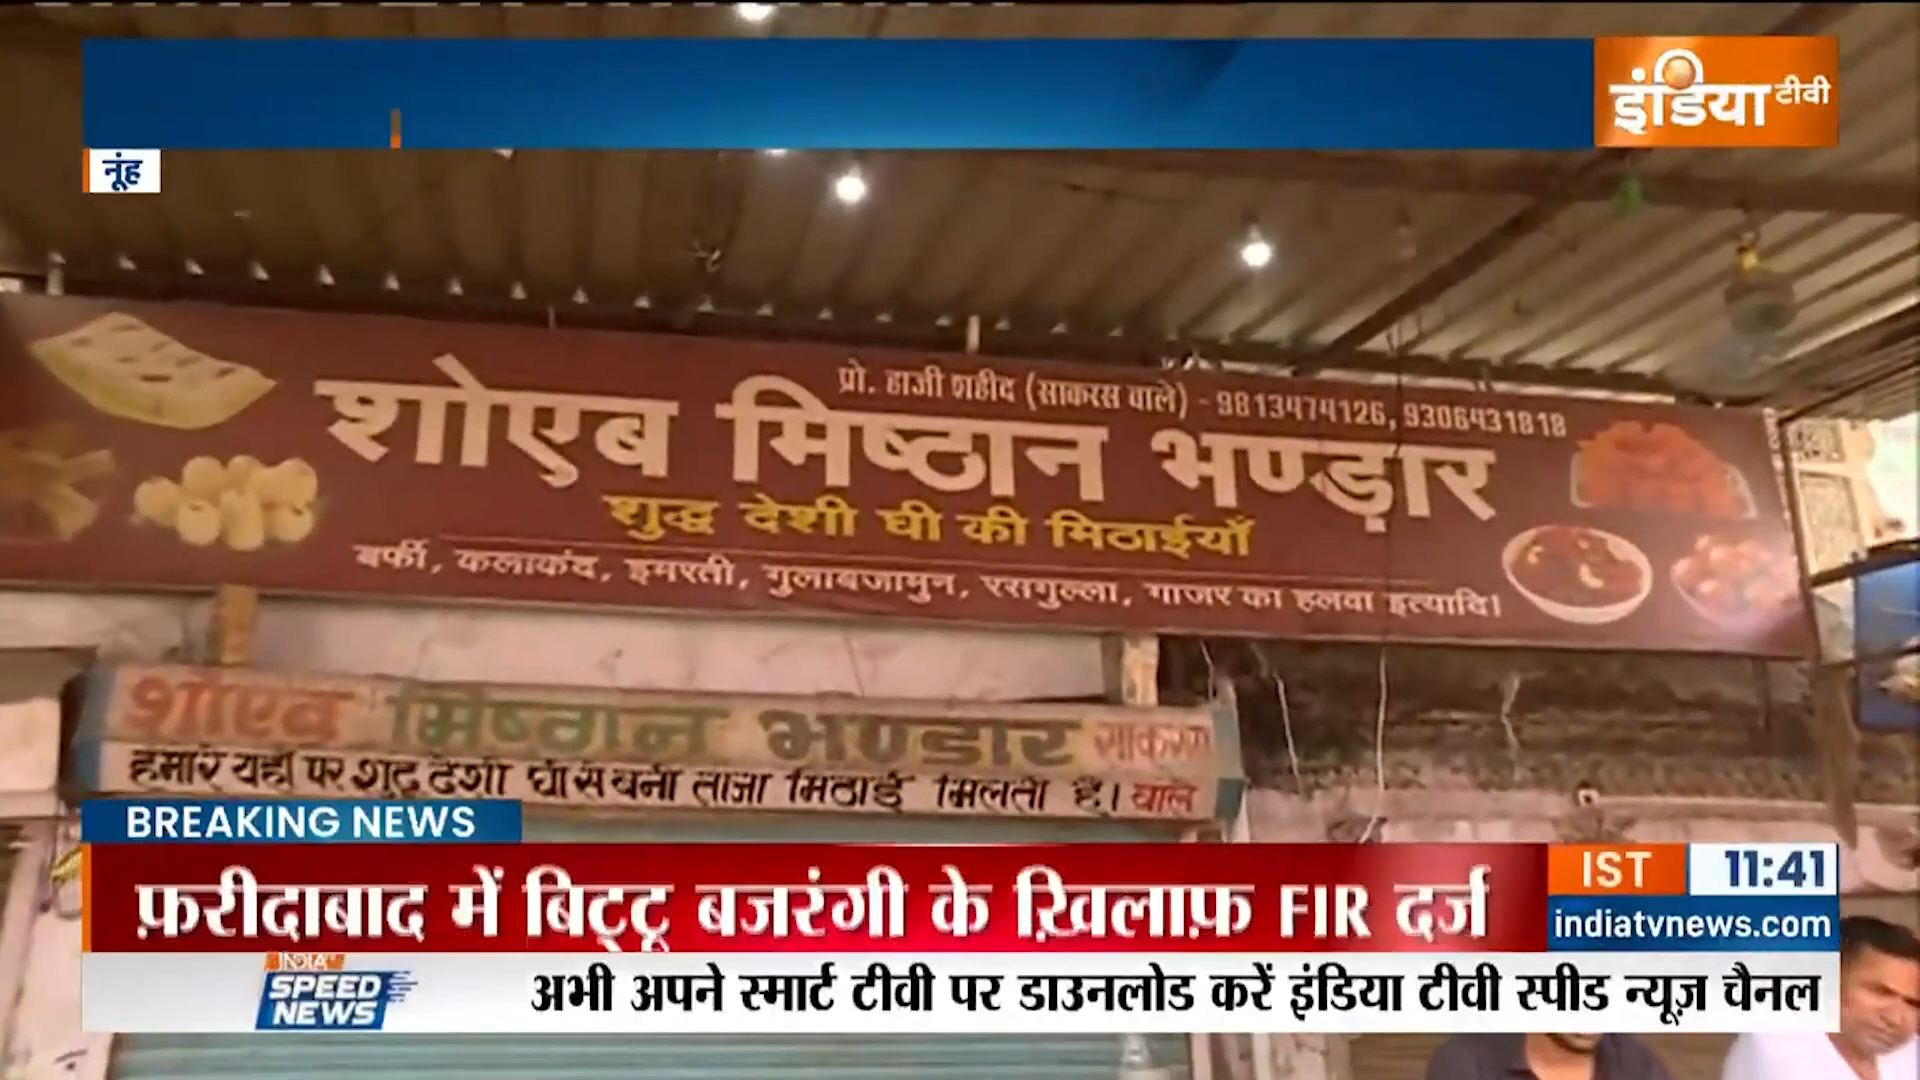 इंडिया टीवी
नूंह
प्रो. हाजी शहीद (साकरस वाले) - 9813474126, 9306431818
शोएब मिष्ठान भण्डार
शुद्ध देशी घी की मिठाईयाँ
बर्फी, कलाकंद, इमरती, गुलाबजामुन, रसगुल्ला, गाजर का हलवा इत्यादि।
शोएब मिष्ठान भण्डार साकरस
हमारे यहाँ पर शुद्ध देशी घी से बनी ताजा मिठाई मिलती है। वाले
BREAKING NEWS
फ़रीदाबाद में बिट्टू बजरंगी के ख़िलाफ़ FIR दर्ज
IST 11:41
indiatvnews.com
INDIA
SPEED
NEWS
अभी अपने स्मार्ट टीवी पर डाउनलोड करें इंडिया टीवी स्पीड न्यूज़ चैनल